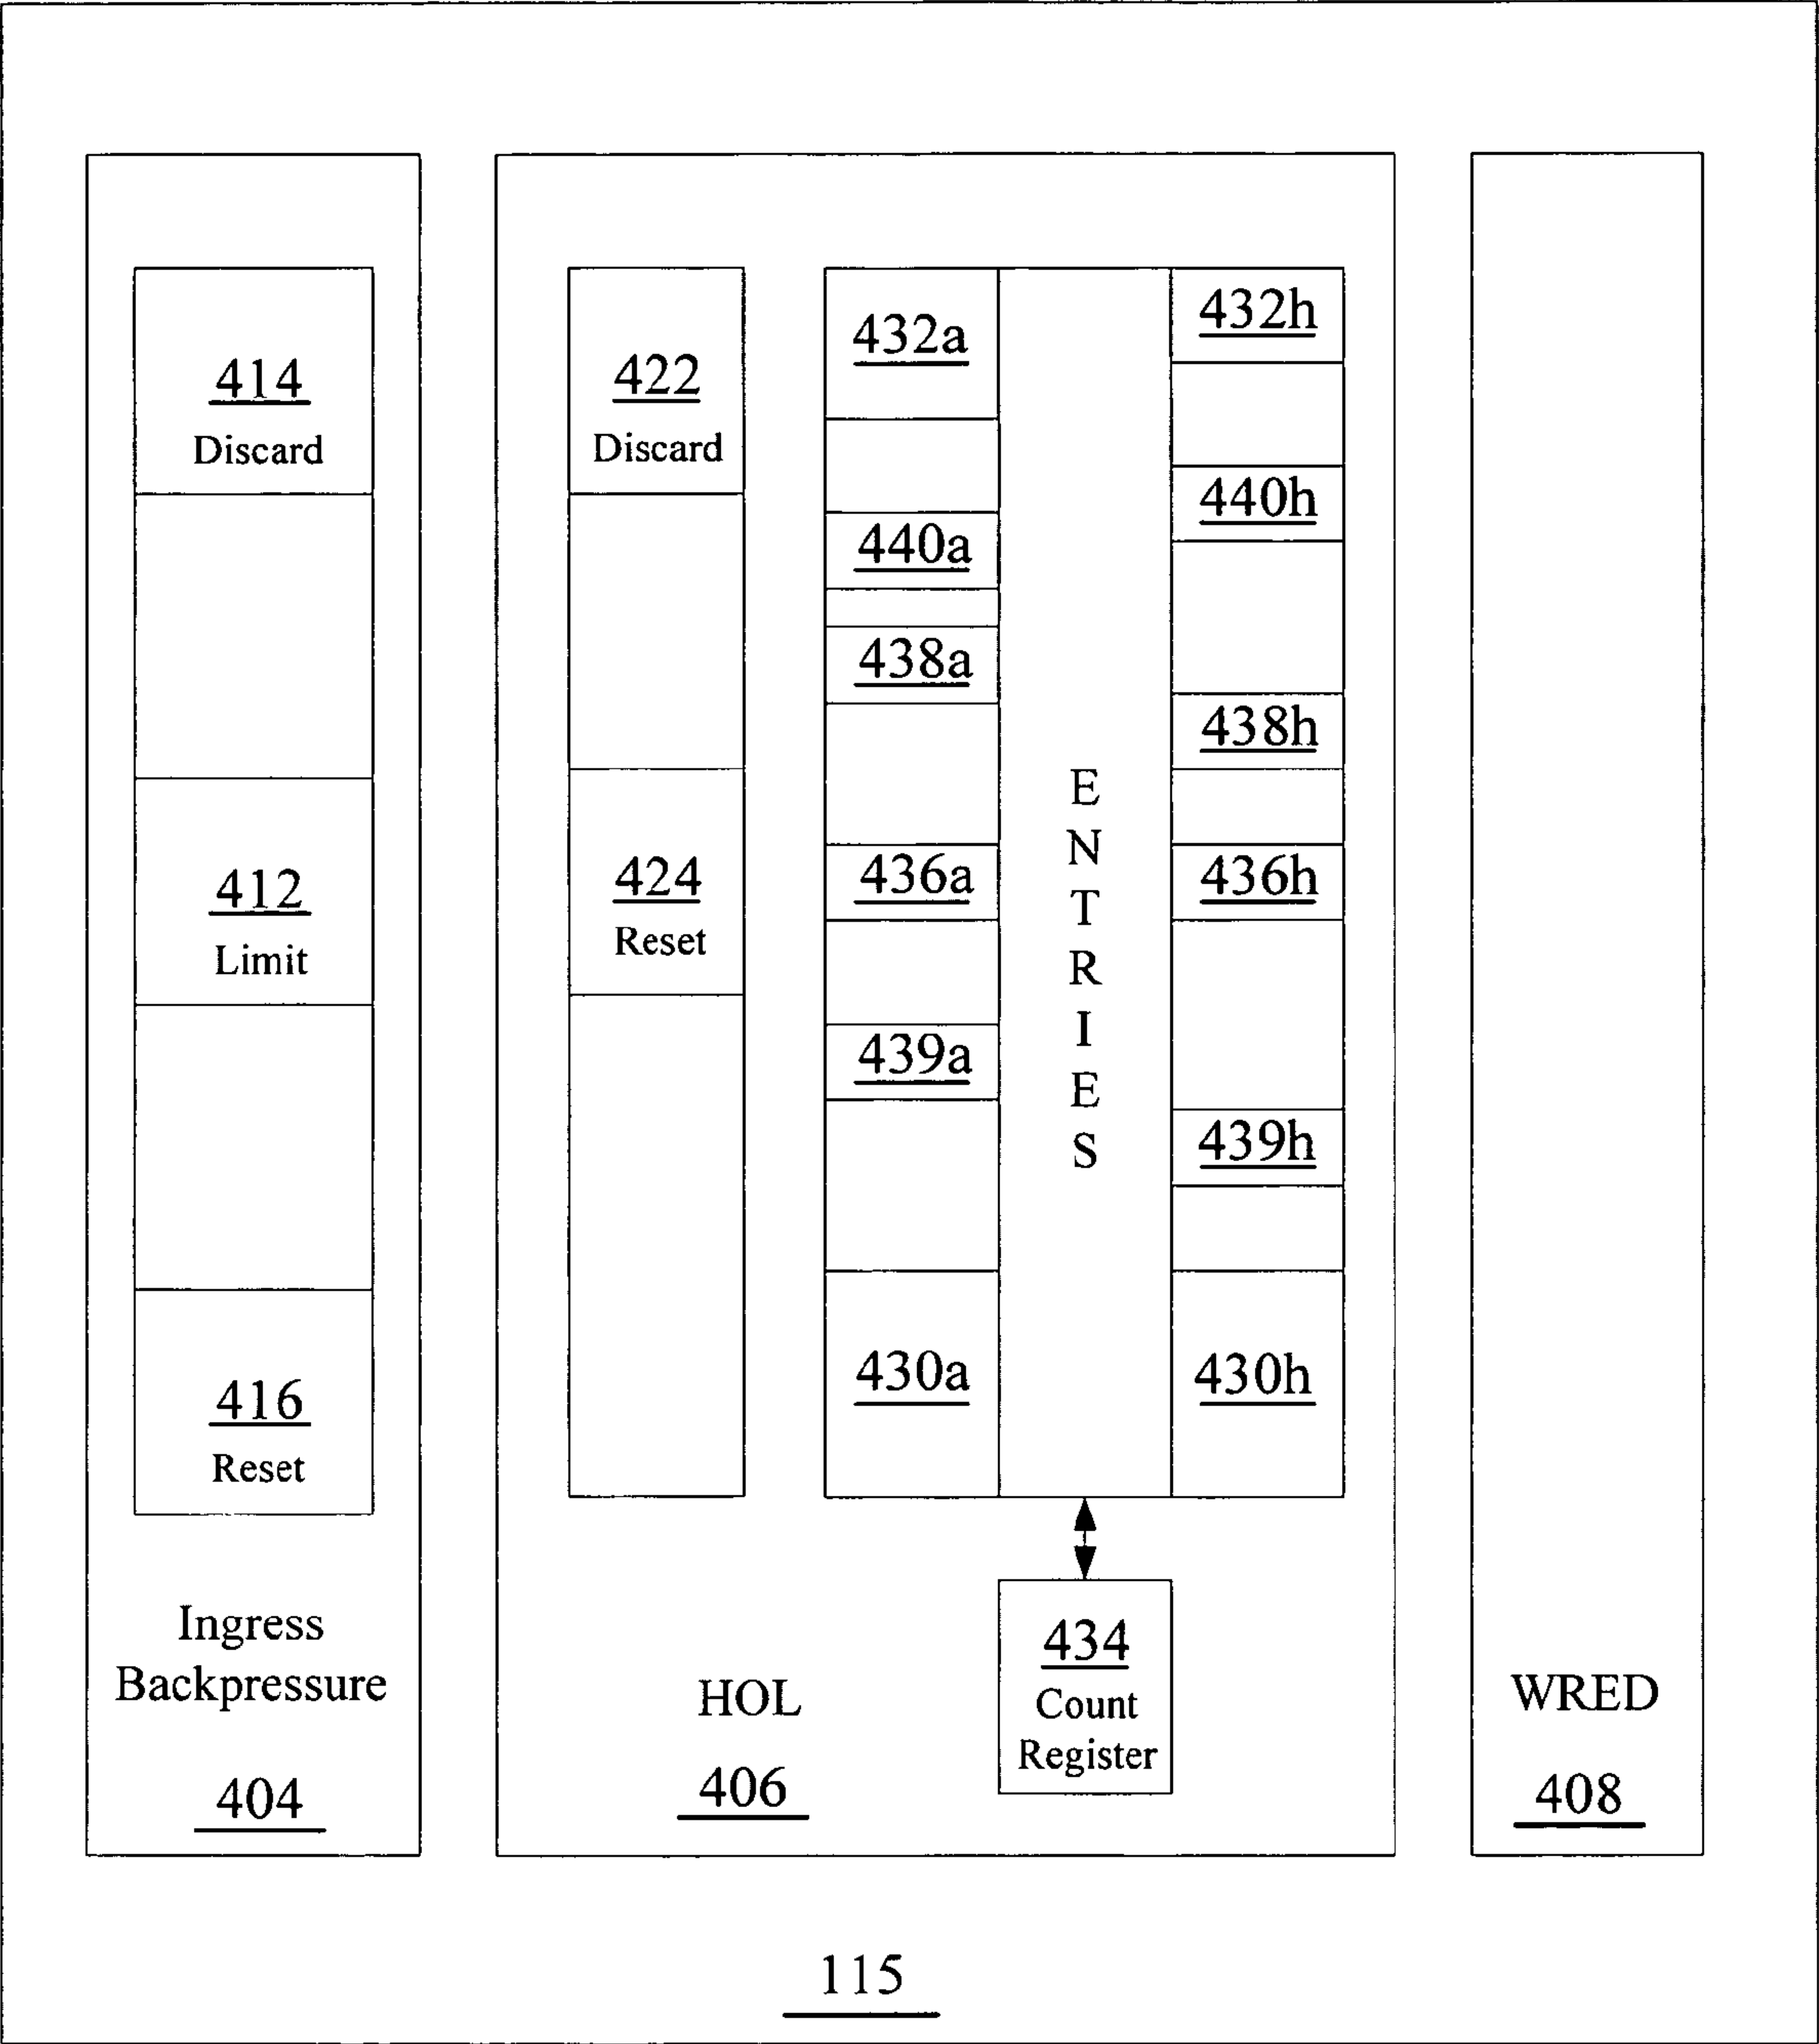 414
Discard
412
Limit
416
Reset
Ingress
Backpressure
404
422
Discard
424
Reset
432a
440a
438a
436a
439a
430a
E
N
T
R
I
E
S
432h
440h
438h
436h
439h
430h
434
Count
Register
HOL
406
WRED
408
115